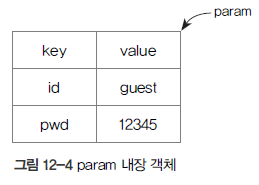 param
key value
id guest
pwd 12345
그림 12-4 param 내장 객체